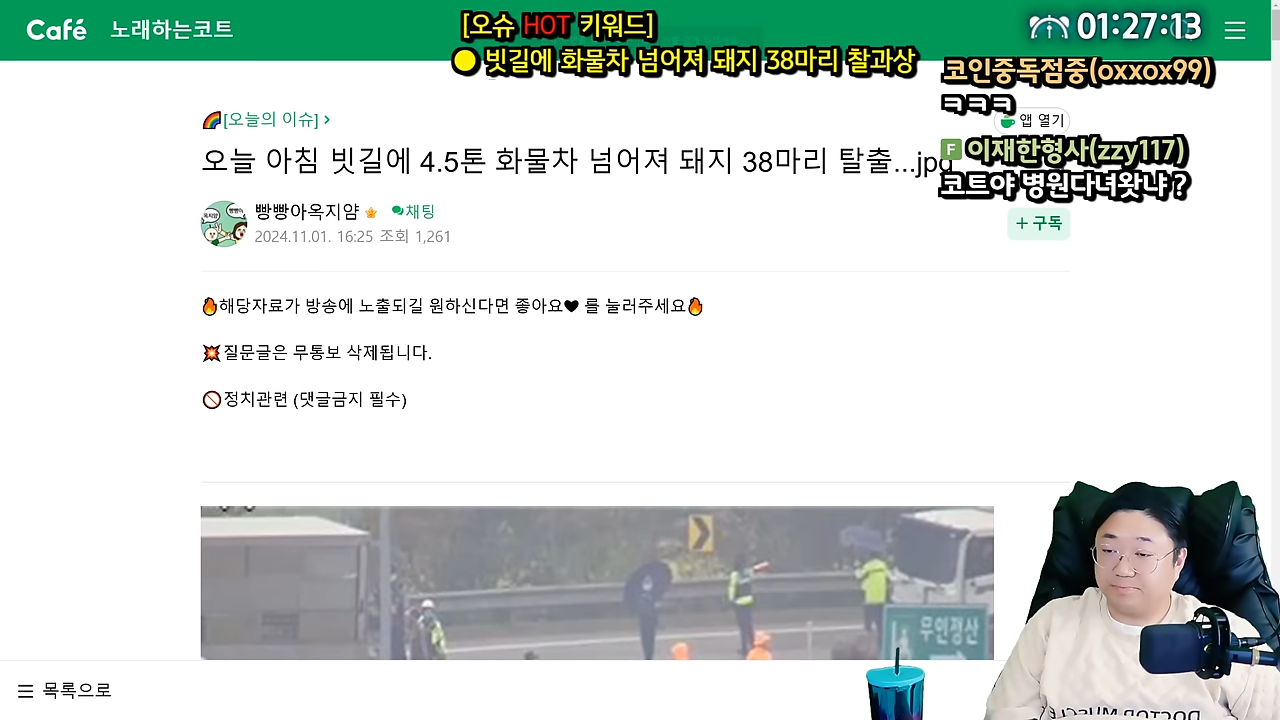 Café 노래하는코트
[오슈 HOT 키워드]
빗길에 화물차 넘어져 돼지 38마리 찰과상
01:27:13
코인중독점중(oxxox99)
ㅋㅋㅋ
F 이재한형사(zzy117)
코트야 병원다녀왓냐?
[오늘의 이슈] >
앱 열기
오늘 아침 빗길에 4.5톤 화물차 넘어져 돼지 38마리 탈출...jpg
빵빵아옥지얌 채팅
2024.11.01. 16:25 조회 1,261
+ 구독
해당자료가 방송에 노출되길 원하신다면 좋아요🖤 를 눌러주세요
질문글은 무통보 삭제됩니다.
정치관련 (댓글금지 필수)
무인정산
목록으로